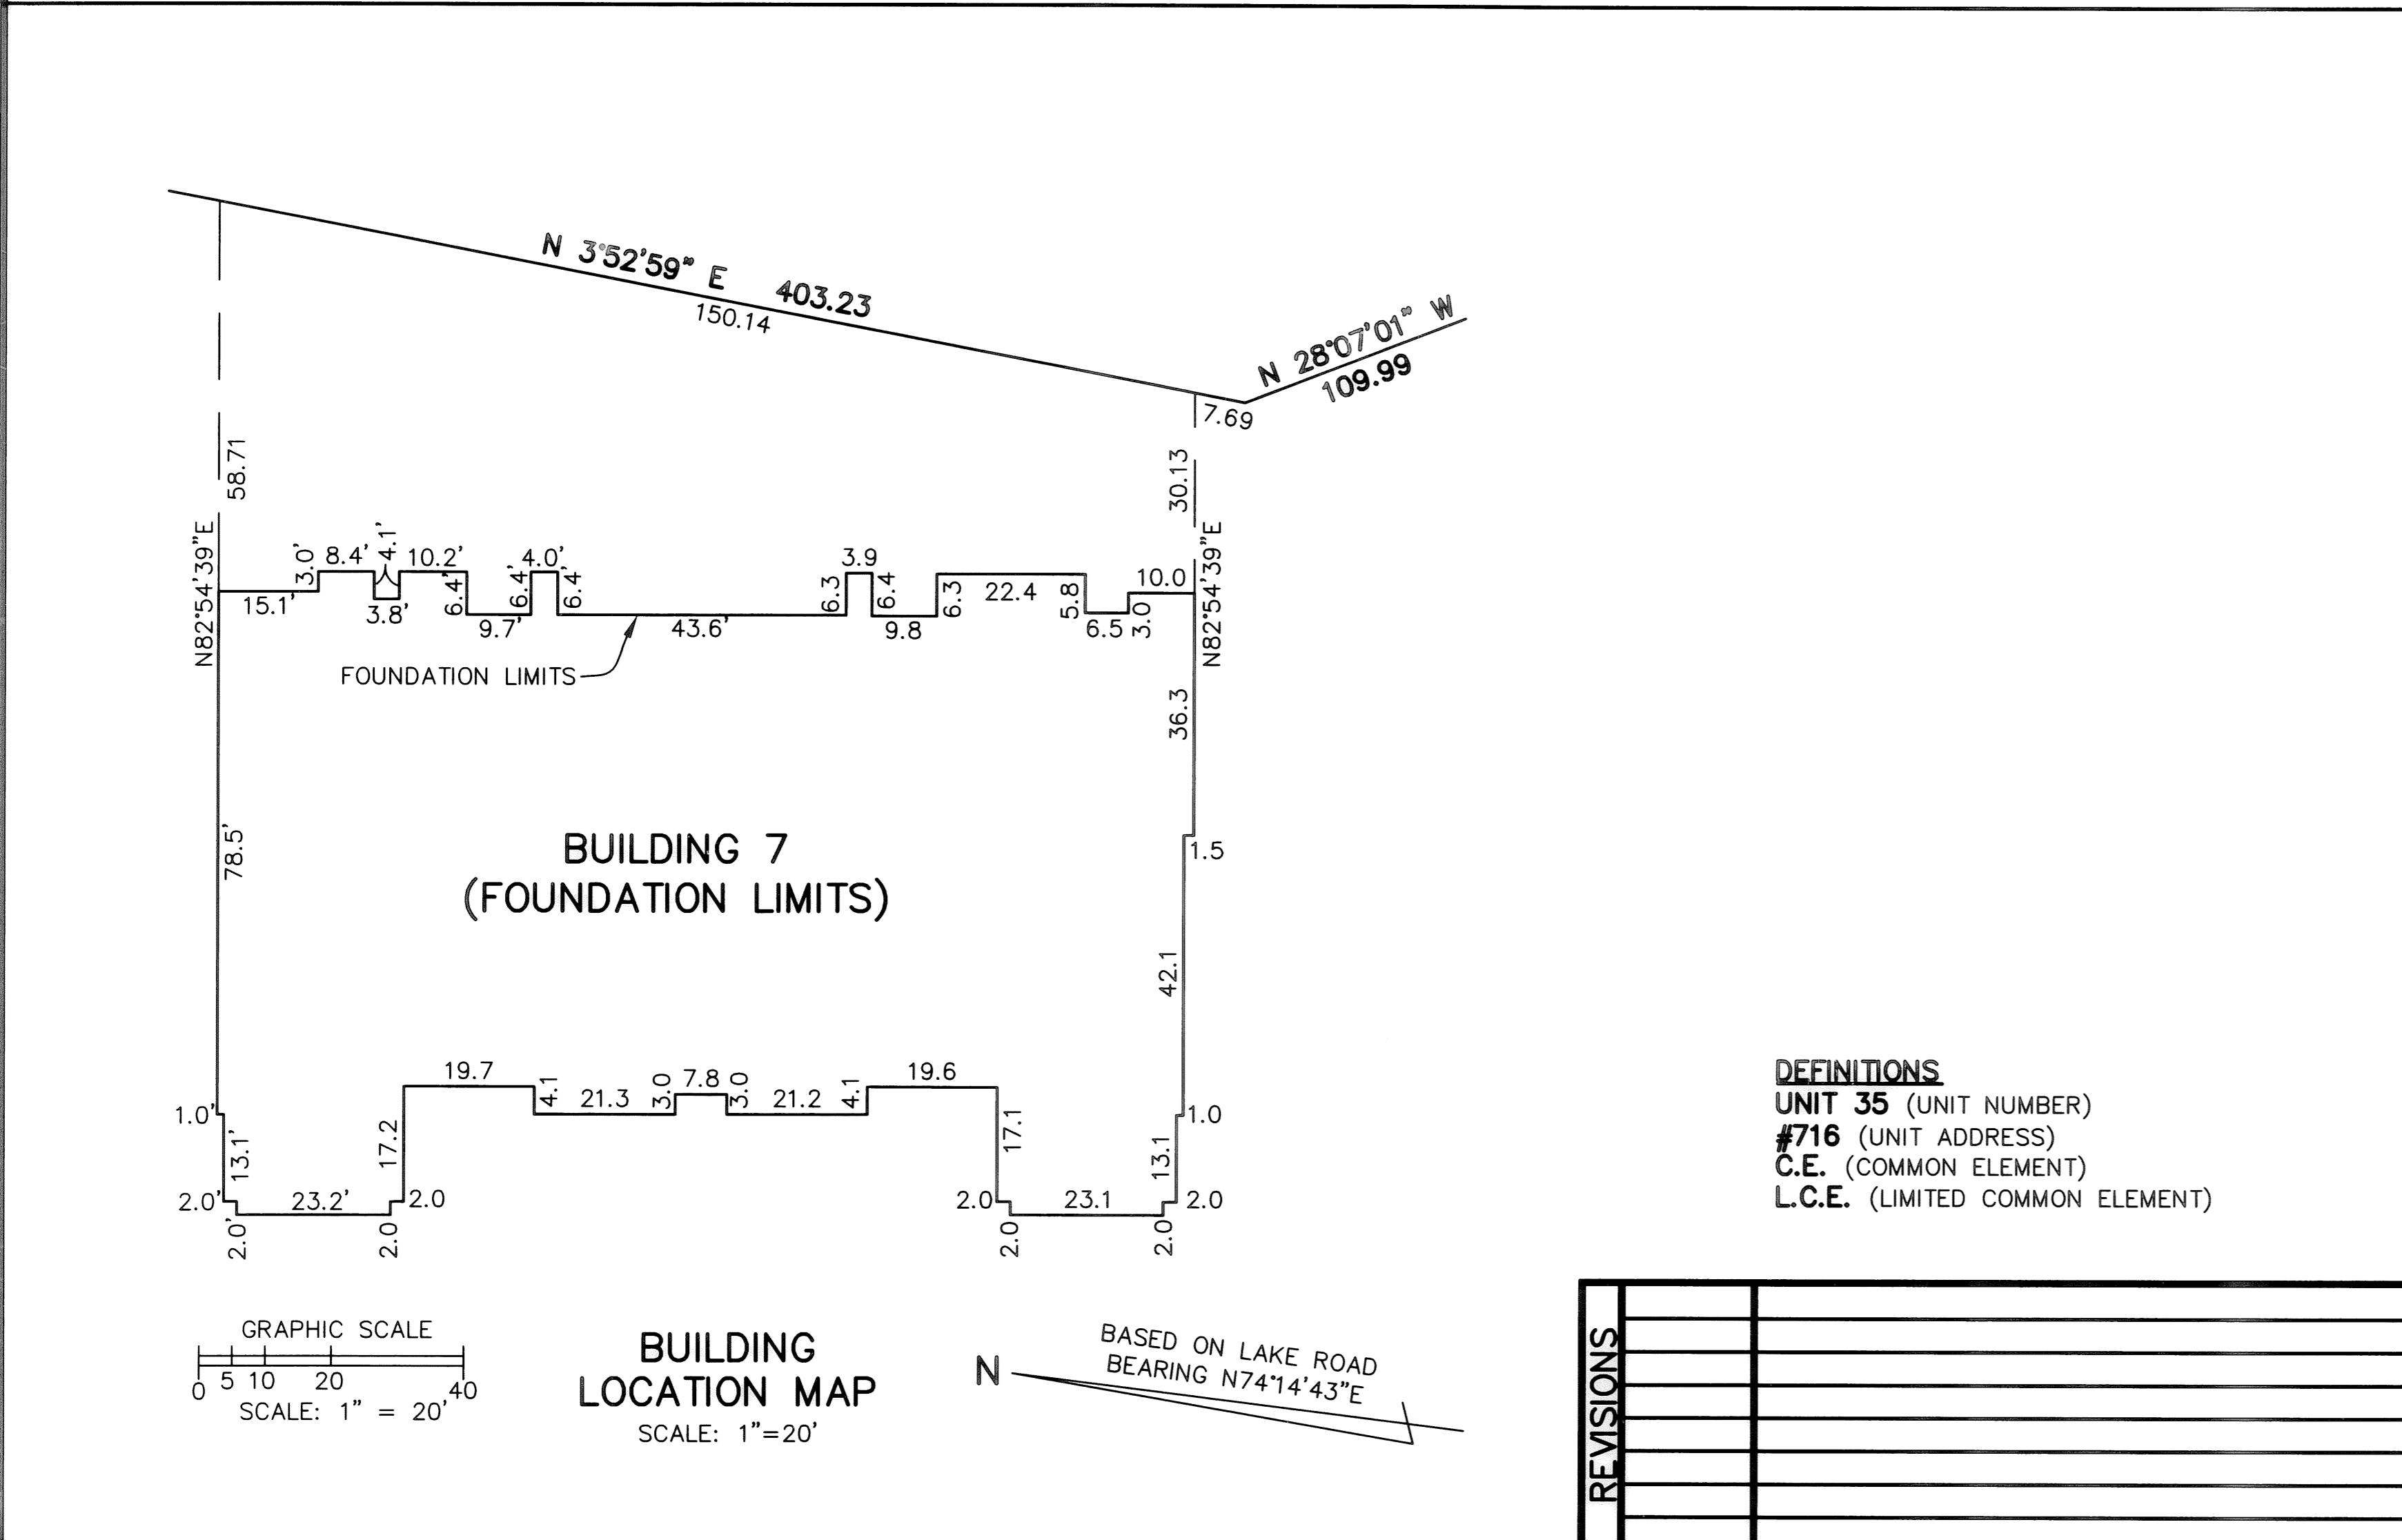 N 3°52'59" E 403.23
150.14
N 28°07'01" W
109.99
7.69
58.71
30.13
N82°54'39"E
N82°54'39"E
15.1'
3.0'
8.4'
4.1'
3.8'
10.2'
6.4'
9.7'
6.4'
4.0'
6.4'
43.6'
6.3
3.9
6.4
9.8
6.3
22.4
5.8
6.5
3.0
10.0
FOUNDATION LIMITS
36.3
1.5
78.5'
BUILDING 7
(FOUNDATION LIMITS)
42.1
19.7
4.1
21.3
3.0
7.8
3.0
21.2
4.1
19.6
1.0'
13.1'
17.2
17.1
13.1
1.0
2.0'
23.2'
2.0
2.0
23.1
2.0
2.0'
2.0
2.0
2.0
DEFINITIONS
UNIT 35 (UNIT NUMBER)
#716 (UNIT ADDRESS)
C.E. (COMMON ELEMENT)
L.C.E. (LIMITED COMMON ELEMENT)
GRAPHIC SCALE
0 5 10 20 40
SCALE: 1" = 20'
BUILDING
LOCATION MAP
SCALE: 1"=20'
N
BASED ON LAKE ROAD
BEARING N74°14'43"E
REVISIONS